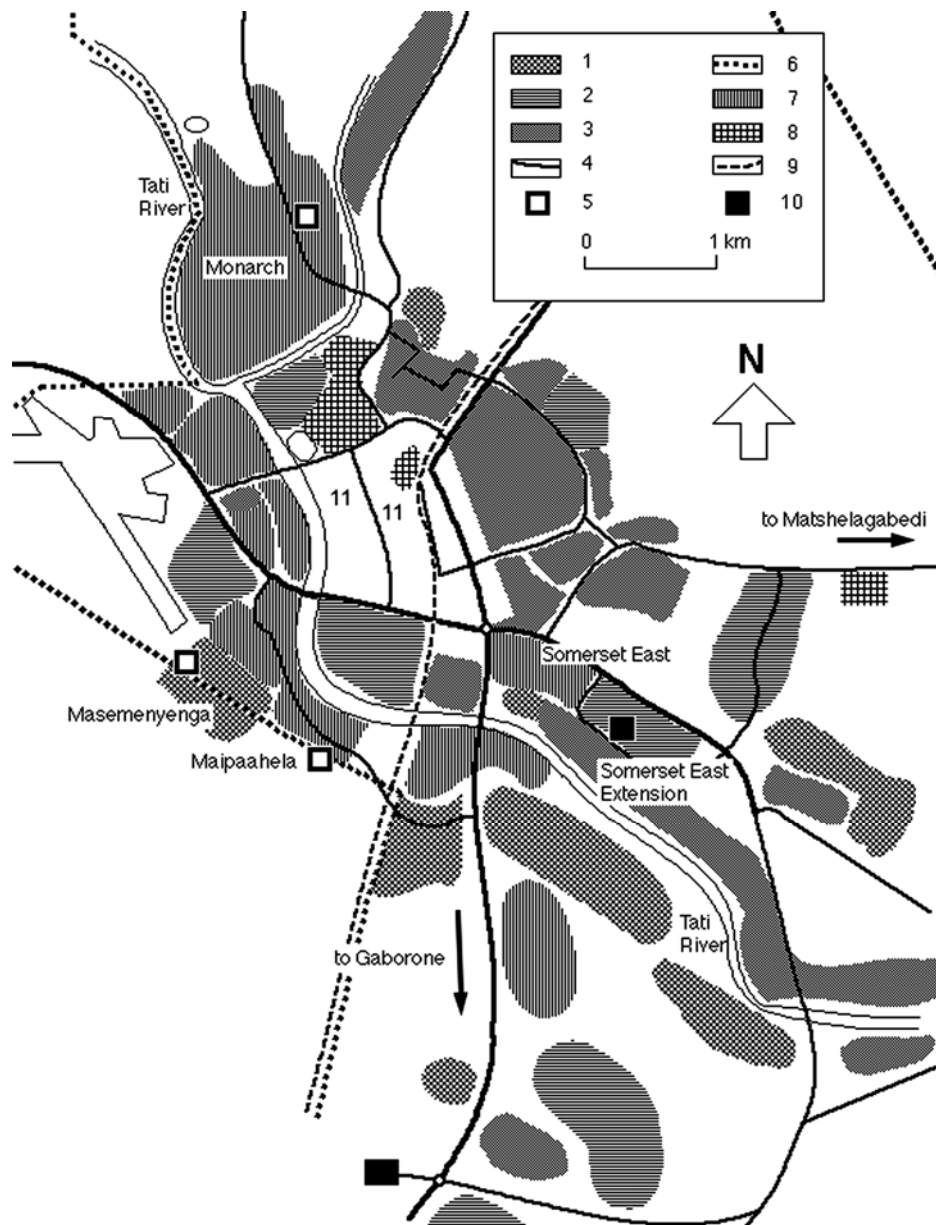 1
2
3
4
5
6
7
8
9
10
0
1 km
Tati
River
Monarch
N
11
11
to Matshelagabedi
Somerset East
Masemenyenga
Maipaahela
Somerset East
Extension
Tati
River
to Gaborone